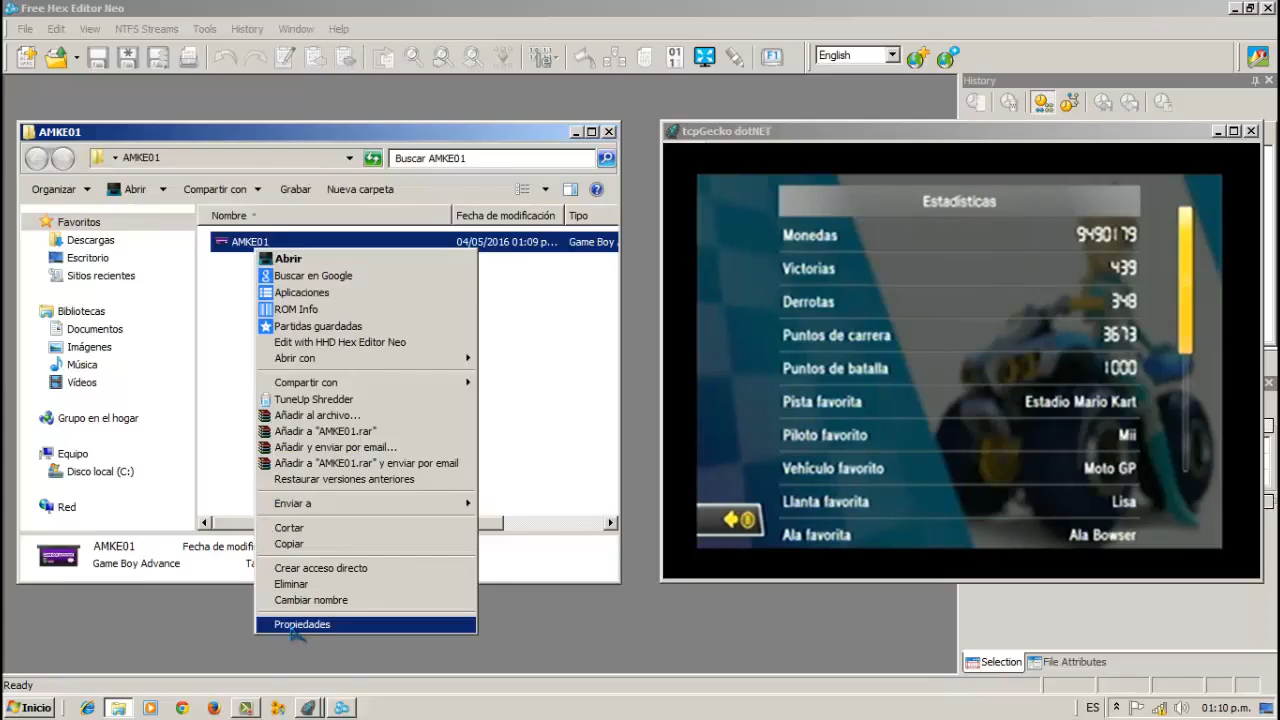 Free Hex Editor Neo
File Edit View NTFS Streams Tools History Window Help
English
History
AMKE01
AMKE01
Buscar AMKE01
Organizar Abrir Compartir con Grabar Nueva carpeta
Favoritos
Descargas
Escritorio
Sitios recientes
Bibliotecas
Documentos
Imágenes
Música
Vídeos
Grupo en el hogar
Equipo
Disco local (C:)
Red
Nombre Fecha de modificación Tipo
AMKE01 04/05/2016 01:09 p... Game Boy
Abrir
Buscar en Google
Aplicaciones
ROM Info
Partidas guardadas
Edit with HHD Hex Editor Neo
Abrir con
Compartir con
TuneUp Shredder
Añadir al archivo...
Añadir a "AMKE01.rar"
Añadir y enviar por email...
Añadir a "AMKE01.rar" y enviar por email
Restaurar versiones anteriores
Enviar a
Cortar
Copiar
Crear acceso directo
Eliminar
Cambiar nombre
Propiedades
AMKE01 Fecha de modifi
Game Boy Advance Ta
tcpGecko dotNET
Estadísticas
Monedas 9490179
Victorias 439
Derrotas 348
Puntos de carrera 3673
Puntos de batalla 1000
Pista favorita Estadio Mario Kart
Piloto favorito Mii
Vehículo favorito Moto GP
Llanta favorita Lisa
Ala favorita Ala Bowser
Selection File Attributes
Ready
Inicio ES 01:10 p.m.